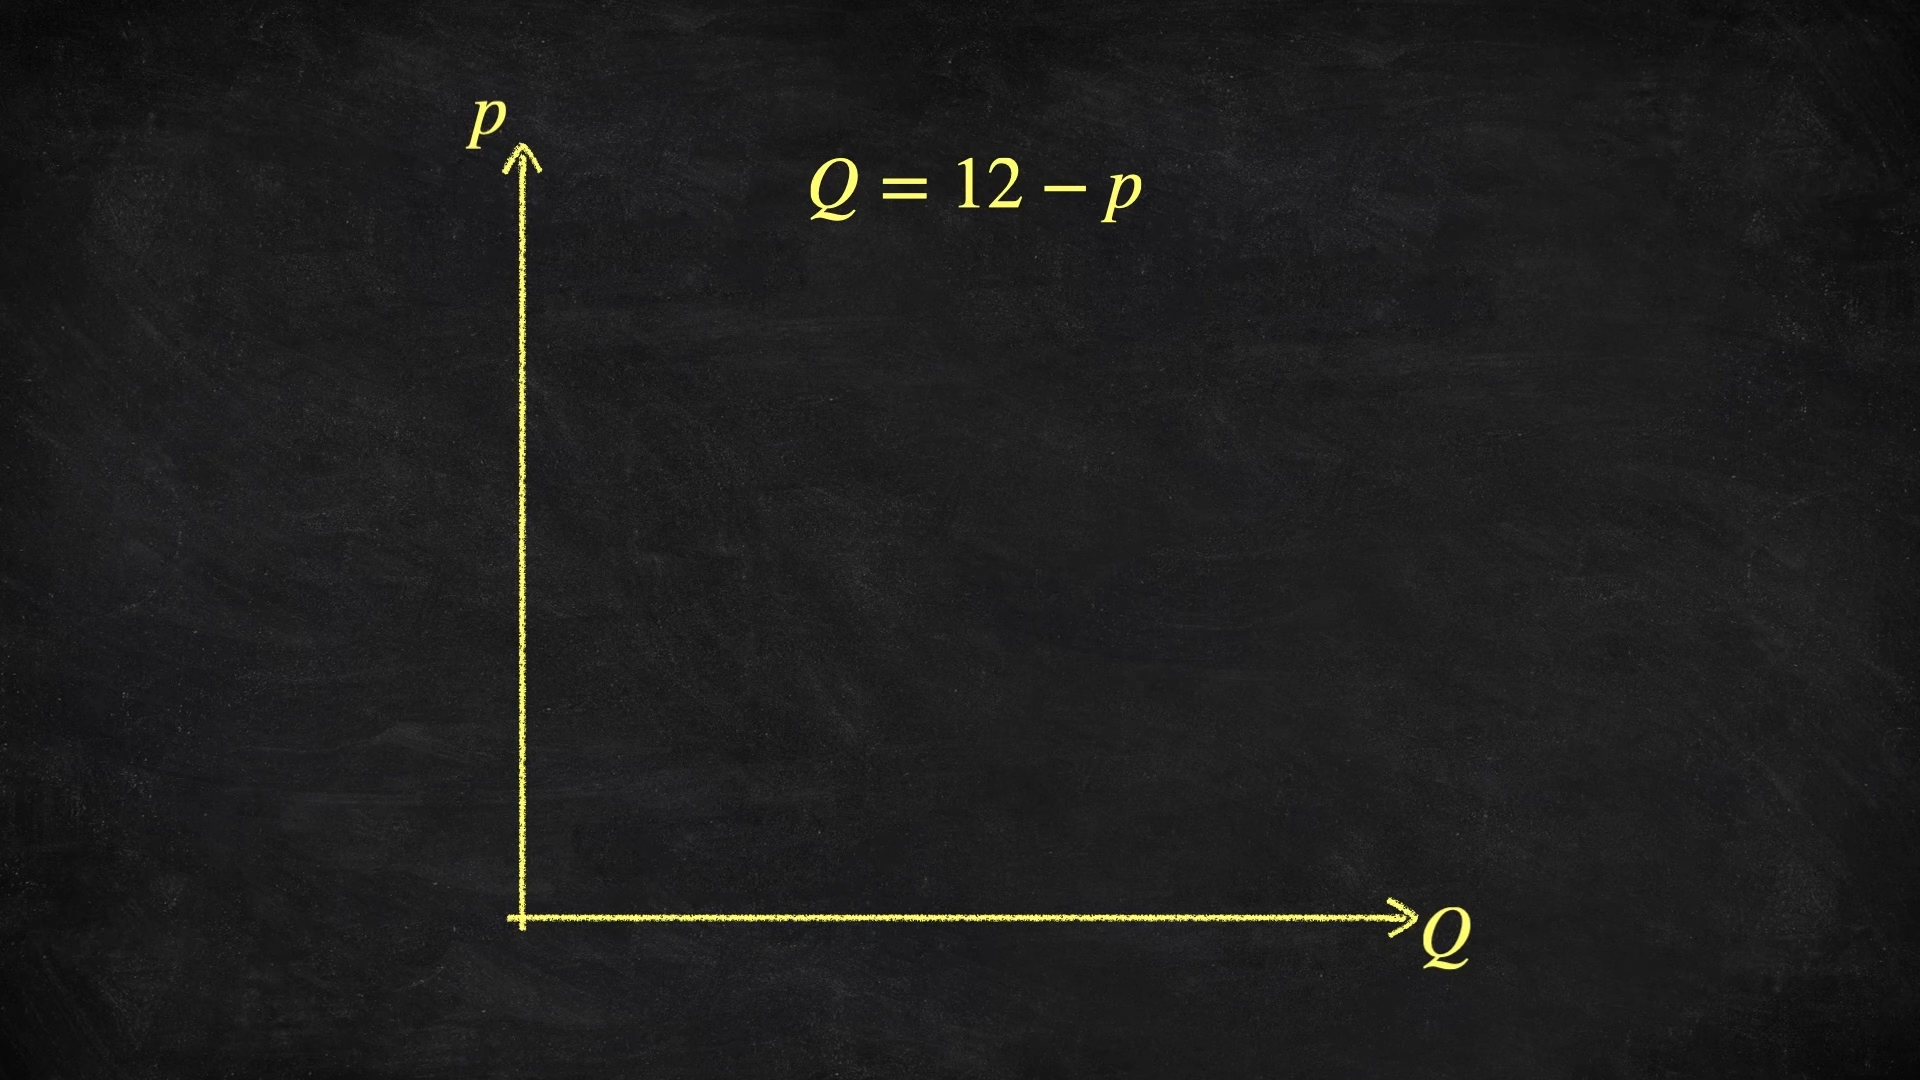 p
Q = 12 − p
Q